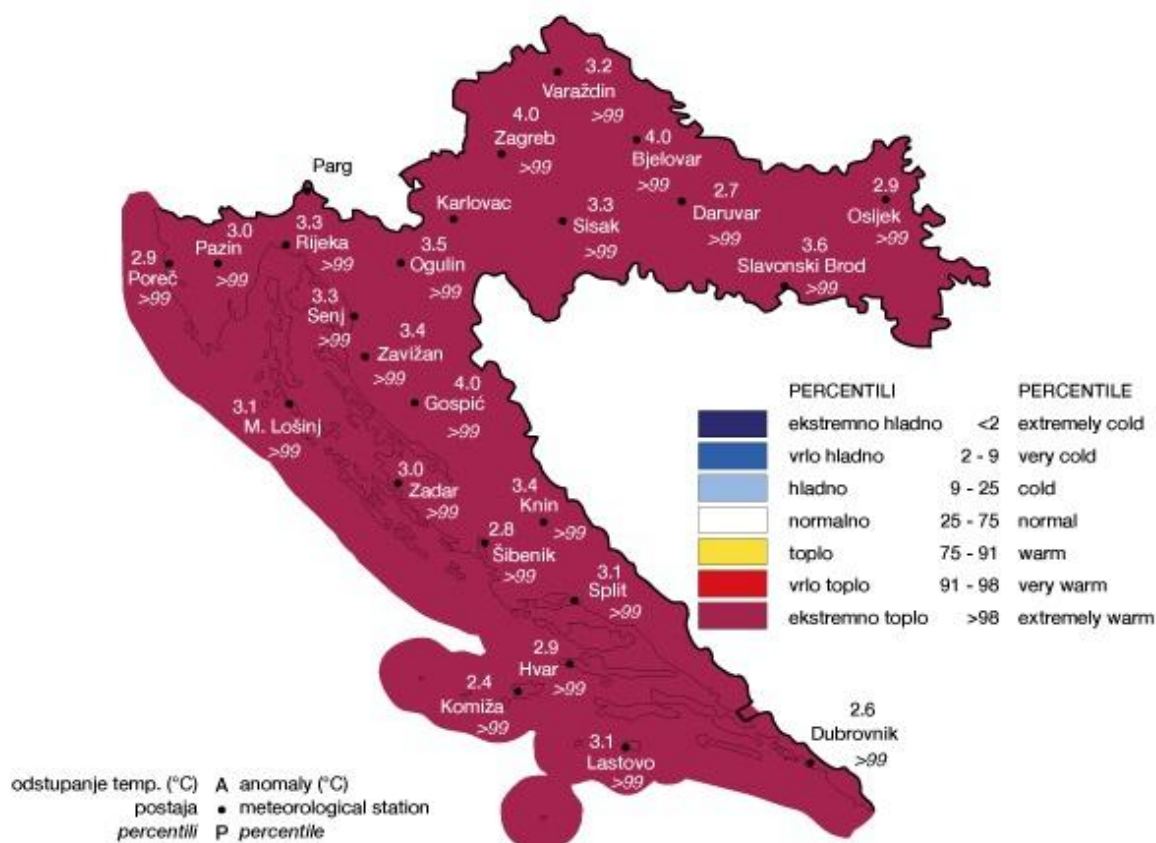 3.2
Varaždin
>99
4.0
Zagreb
>99
4.0
Bjelovar
>99
Parg
2.7
Daruvar
>99
2.9
Osijek
>99
Karlovac
3.3
Sisak
>99
3.6
Slavonski Brod
>99
2.9
Poreč
>99
3.0
Pazin
>99
3.3
Rijeka
>99
3.5
Ogulin
>99
3.3
Senj
>99
3.4
Zavižan
>99
4.0
Gospić
>99
3.1
M. Lošinj
>99
3.0
Zadar
>99
3.4
Knin
>99
2.8
Šibenik
>99
3.1
Split
>99
2.9
Hvar
>99
2.4
Komiža
>99
3.1
Lastovo
>99
2.6
Dubrovnik
>99
PERCENTILI PERCENTILE
ekstremno hladno <2 extremely cold
vrlo hladno 2 - 9 very cold
hladno 9 - 25 cold
normalno 25 - 75 normal
toplo 75 - 91 warm
vrlo toplo 91 - 98 very warm
ekstremno toplo >98 extremely warm
odstupanje temp. (°C) A anomaly (°C)
postaja • meteorological station
percentili P percentile